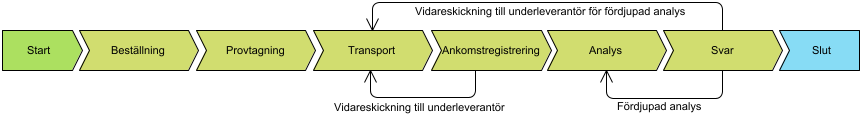 Vidareskickning till underleverantör för fördjupad analys
Start
Beställning
Provtagning
Transport
Ankomstregistrering
Analys
Svar
Slut
Vidareskickning till underleverantör
Fördjupad analys